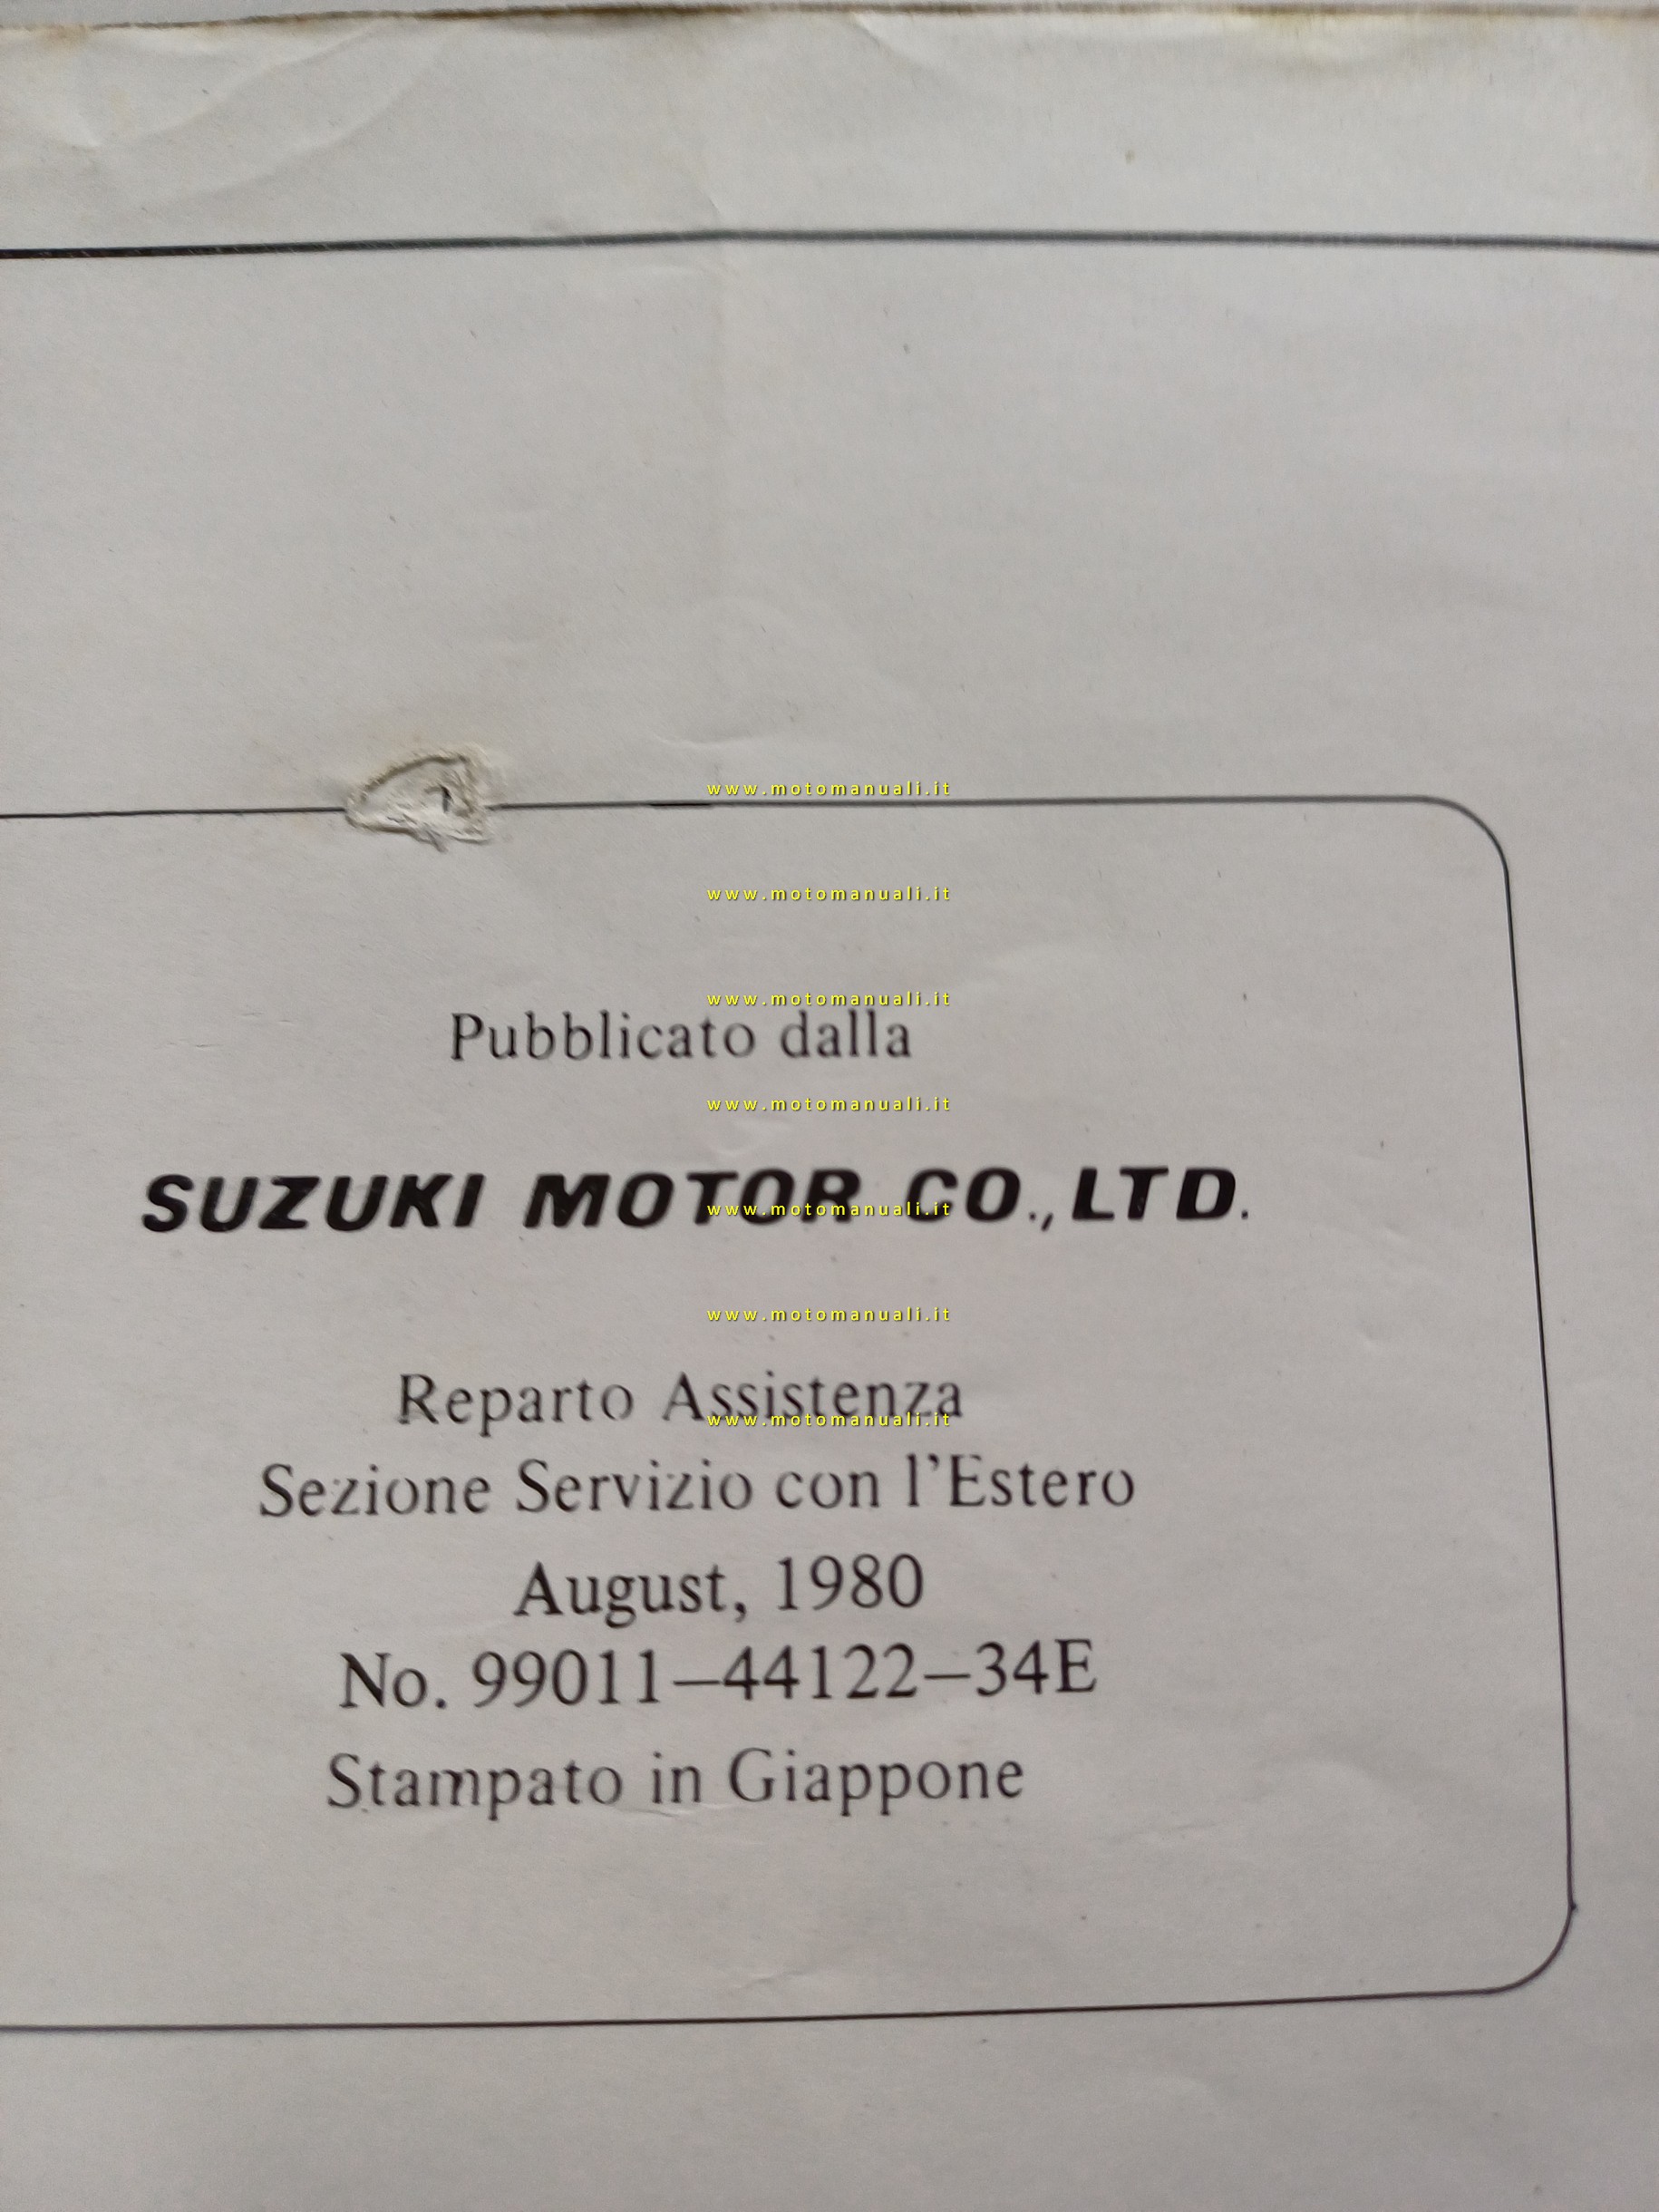 www.motomanuali.it
www.motomanuali.it
www.motomanuali.it
Pubblicato dalla
www.motomanuali.it
SUZUKI MOTOR CO.,LTD.
www.motomanuali.it
www.motomanuali.it
Reparto Assistenza
www.motomanuali.it
Sezione Servizio con l'Estero
August, 1980
No. 99011–44122–34E
Stampato in Giappone